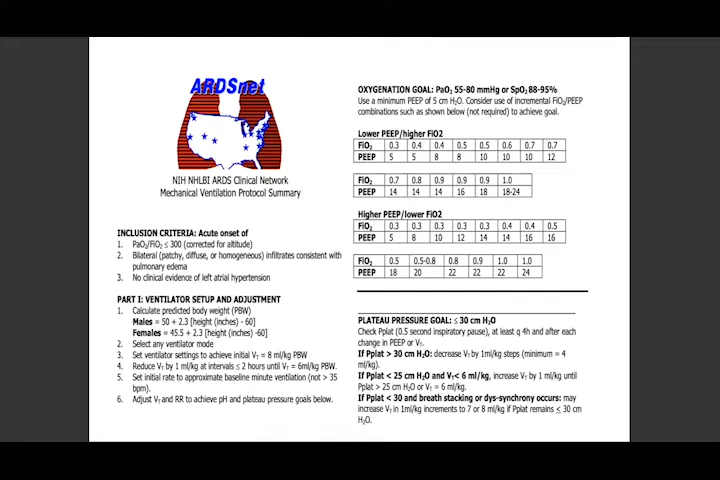 ARDSnet
NIH NHLBI ARDS Clinical Network
Mechanical Ventilation Protocol Summary
INCLUSION CRITERIA: Acute onset of
1. PaO₂/FiO₂ ≤ 300 (corrected for altitude)
2. Bilateral (patchy, diffuse, or homogeneous) infiltrates consistent with
pulmonary edema
3. No clinical evidence of left atrial hypertension
PART I: VENTILATOR SETUP AND ADJUSTMENT
1. Calculate predicted body weight (PBW)
Males = 50 + 2.3 [height (inches) - 60]
Females = 45.5 + 2.3 [height (inches) -60]
2. Select any ventilator mode
3. Set ventilator settings to achieve initial V_T = 8 ml/kg PBW
4. Reduce V_T by 1 ml/kg at intervals ≤ 2 hours until V_T = 6ml/kg PBW.
5. Set initial rate to approximate baseline minute ventilation (not > 35
bpm).
6. Adjust V_T and RR to achieve pH and plateau pressure goals below.
OXYGENATION GOAL: PaO₂ 55-80 mmHg or SpO₂ 88-95%
Use a minimum PEEP of 5 cm H₂O. Consider use of incremental FiO₂/PEEP
combinations such as shown below (not required) to achieve goal.
Lower PEEP/higher FiO2
FiO₂ 0.3 0.4 0.4 0.5 0.5 0.6 0.7 0.7
PEEP 5 5 8 8 10 10 10 12
FiO₂ 0.7 0.8 0.9 0.9 0.9 1.0
PEEP 14 14 14 16 18 18-24
Higher PEEP/lower FiO2
FiO₂ 0.3 0.3 0.3 0.3 0.3 0.4 0.4 0.5
PEEP 5 8 10 12 14 14 16 16
FiO₂ 0.5 0.5-0.8 0.8 0.9 1.0 1.0
PEEP 18 20 22 22 22 24
PLATEAU PRESSURE GOAL: ≤ 30 cm H₂O
Check Pplat (0.5 second inspiratory pause), at least q 4h and after each
change in PEEP or V_T.
If Pplat > 30 cm H₂O: decrease V_T by 1ml/kg steps (minimum = 4
ml/kg).
If Pplat < 25 cm H₂O and V_T< 6 ml/kg, increase V_T by 1 ml/kg until
Pplat > 25 cm H₂O or V_T = 6 ml/kg.
If Pplat < 30 and breath stacking or dys-synchrony occurs: may
increase V_T in 1ml/kg increments to 7 or 8 ml/kg if Pplat remains ≤ 30 cm
H₂O.